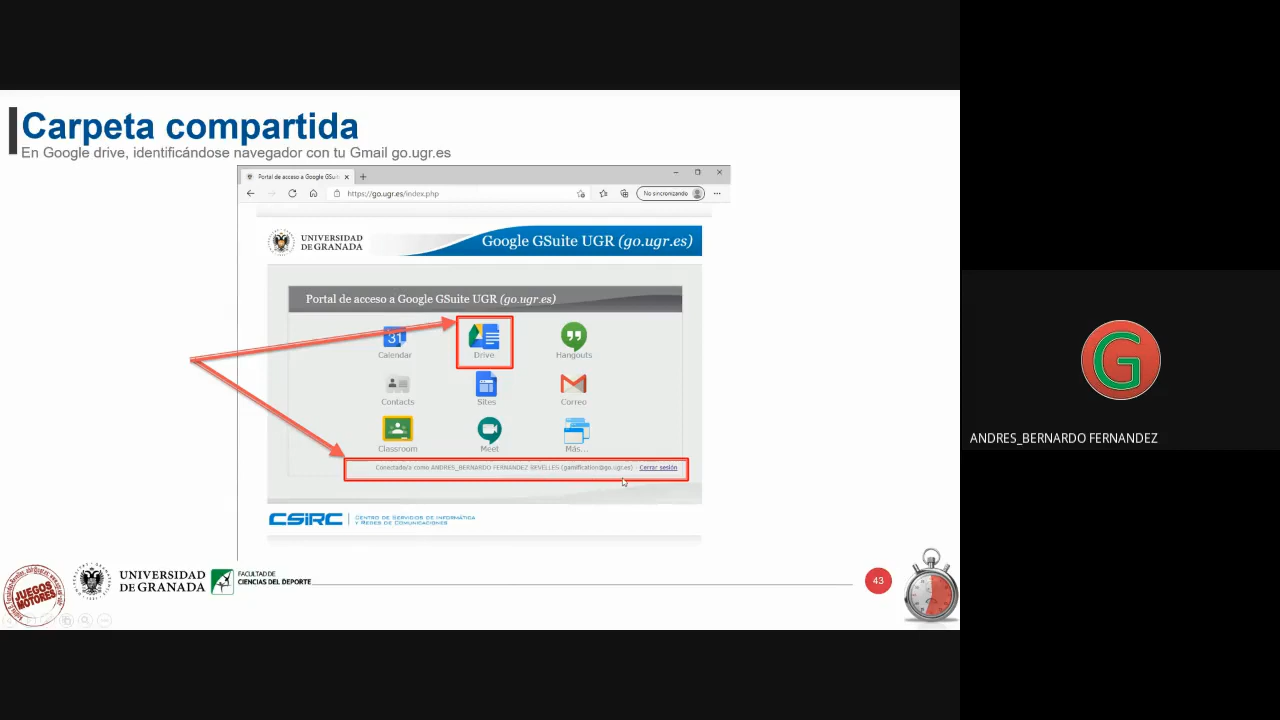 Carpeta compartida
En Google drive, identificándose navegador con tu Gmail go.ugr.es
Portal de acceso a Google GSu
https://go.ugr.es/index.php
No sincronizando
UNIVERSIDAD
DE GRANADA
Google GSuite UGR (go.ugr.es)
Portal de acceso a Google GSuite UGR (go.ugr.es)
31
Calendar
Drive
Hangouts
Contacts
Sites
Correo
Classroom
Meet
Más...
Conectado/a como ANDRES_BERNARDO FERNANDEZ REVELLES (gamification@go.ugr.es) - Cerrar sesión
CSIRC
CENTRO DE SERVICIOS DE INFORMÁTICA
Y REDES DE COMUNICACIONES
JUEGOS
MOTORES
UNIVERSIDAD
DE GRANADA
FACULTAD DE
CIENCIAS DEL DEPORTE
43
G
ANDRES_BERNARDO FERNANDEZ